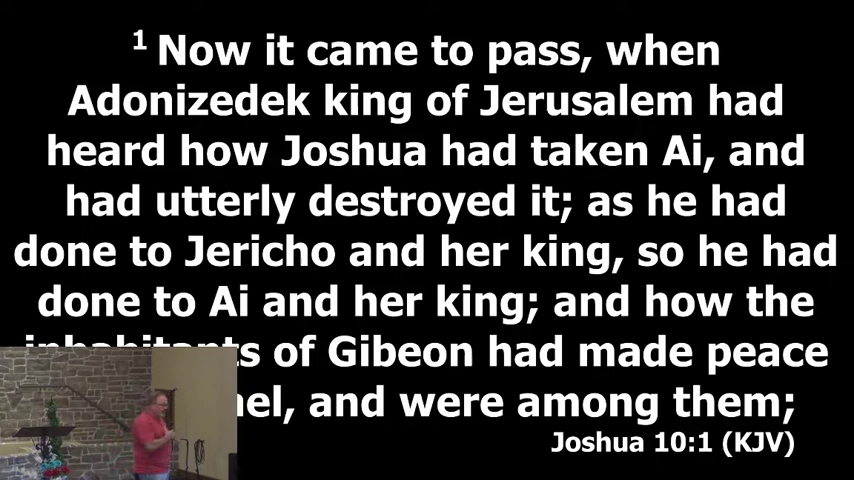 1 Now it came to pass, when
Adonizedek king of Jerusalem had
heard how Joshua had taken Ai, and
had utterly destroyed it; as he had
done to Jericho and her king, so he had
done to Ai and her king; and how the
inhabitants of Gibeon had made peace
and were among them;
Joshua 10:1 (KJV)